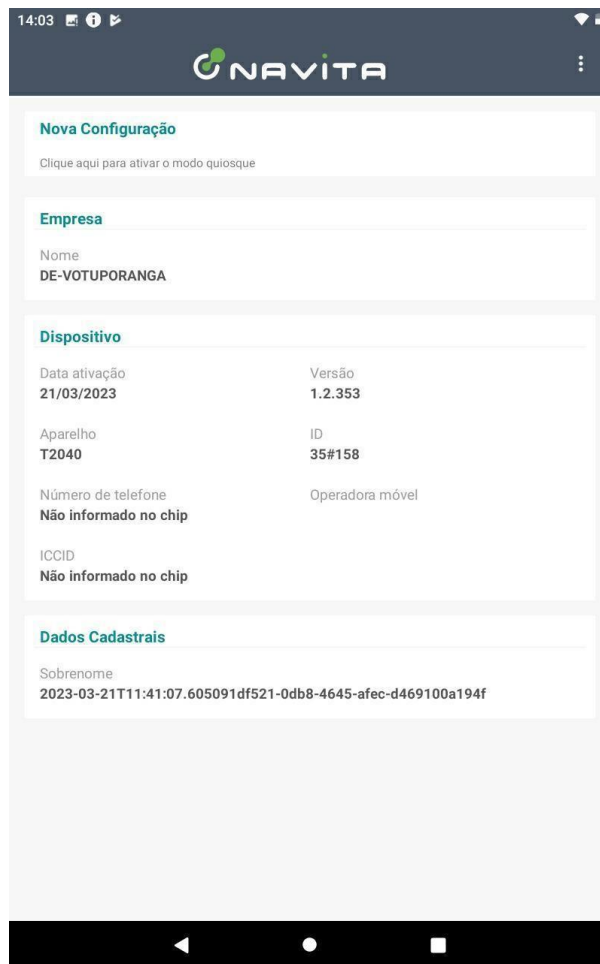 14:03
NAVITA
Nova Configuração
Clique aqui para ativar o modo quiosque
Empresa
Nome
DE-VOTUPORANGA
Dispositivo
Data ativação Versão
21/03/2023 1.2.353
Aparelho ID
T2040 35#158
Número de telefone Operadora móvel
Não informado no chip
ICCID
Não informado no chip
Dados Cadastrais
Sobrenome
2023-03-21T11:41:07.605091df521-0db8-4645-afec-d469100a194f